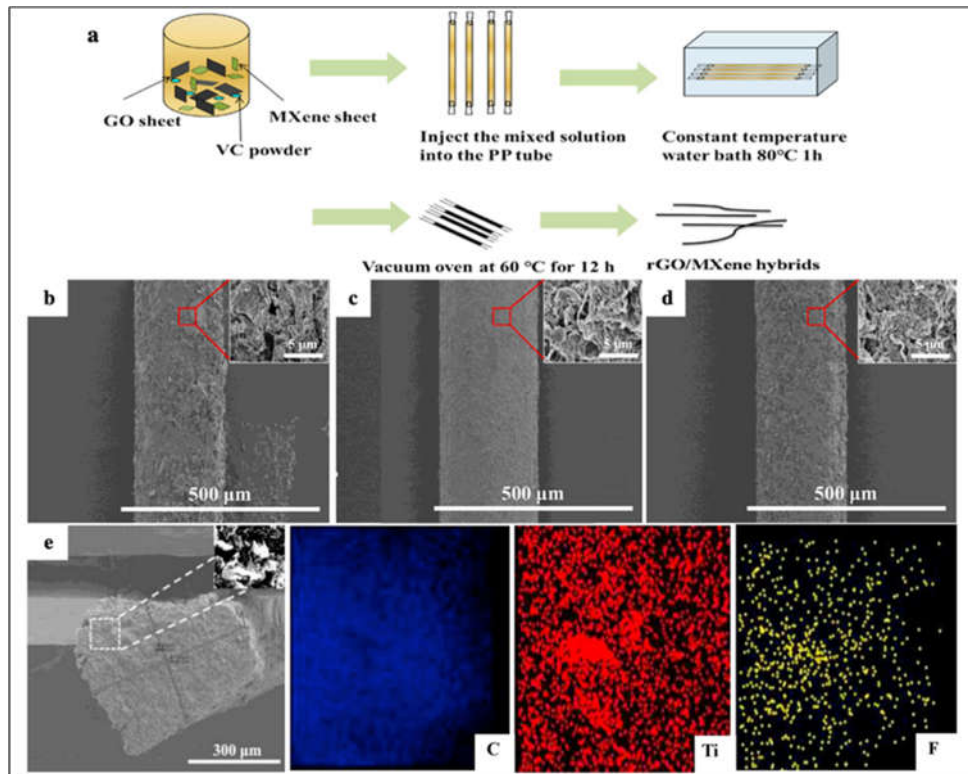 a
GO sheet
MXene sheet
VC powder
Inject the mixed solution
into the PP tube
Constant temperature
water bath 80°C 1h
Vacuum oven at 60 °C for 12 h
rGO/MXene hybrids
b
5 μm
500 μm
c
5 μm
500 μm
d
5 μm
500 μm
e
300 μm
C
Ti
F